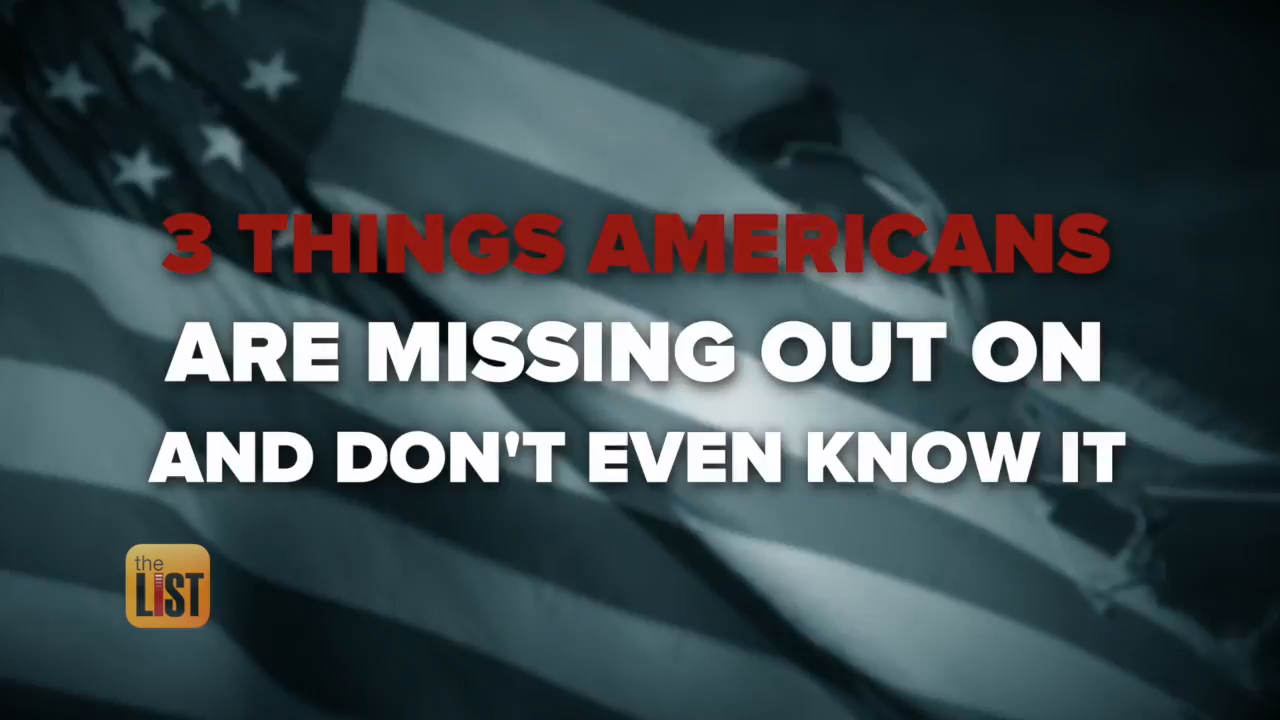 3 THINGS AMERICANS
ARE MISSING OUT ON
AND DON'T EVEN KNOW IT
the
LIST